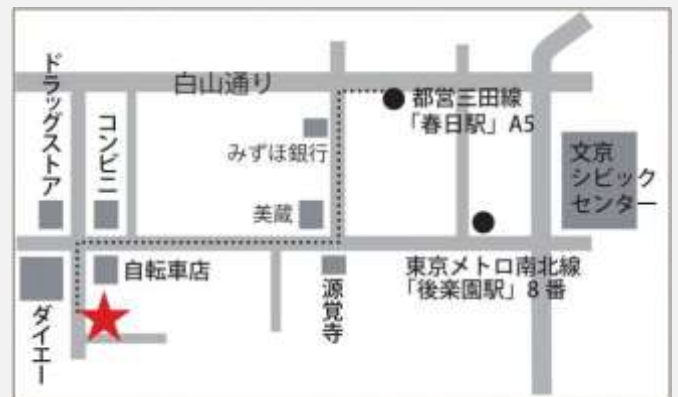 白山通り
都営三田線
「春日駅」A5
ドラッグストア
コンビニ
みずほ銀行
文京
シビック
センター
美蔵
自転車店
源覚寺
東京メトロ南北線
「後楽園駅」8 番
ダイエー